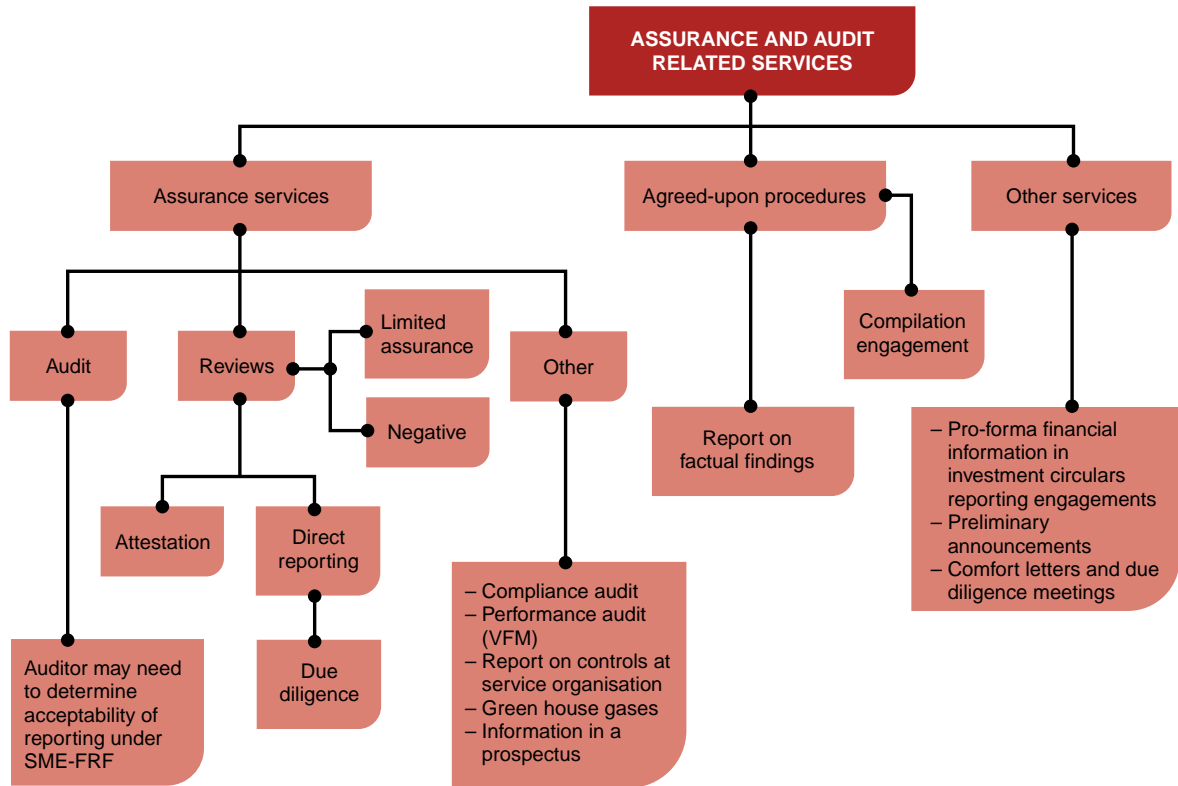 ASSURANCE AND AUDIT
RELATED SERVICES
Assurance services
Agreed-upon procedures
Other services
Audit
Reviews
Limited
assurance
Negative
Other
Compilation
engagement
Attestation
Direct
reporting
Due
diligence
Report on
factual findings
– Pro-forma financial
information in
investment circulars
reporting engagements
– Preliminary
announcements
– Comfort letters and due
diligence meetings
Auditor may need
to determine
acceptability of
reporting under
SME-FRF
– Compliance audit
– Performance audit
(VFM)
– Report on controls at
service organisation
– Green house gases
– Information in a
prospectus